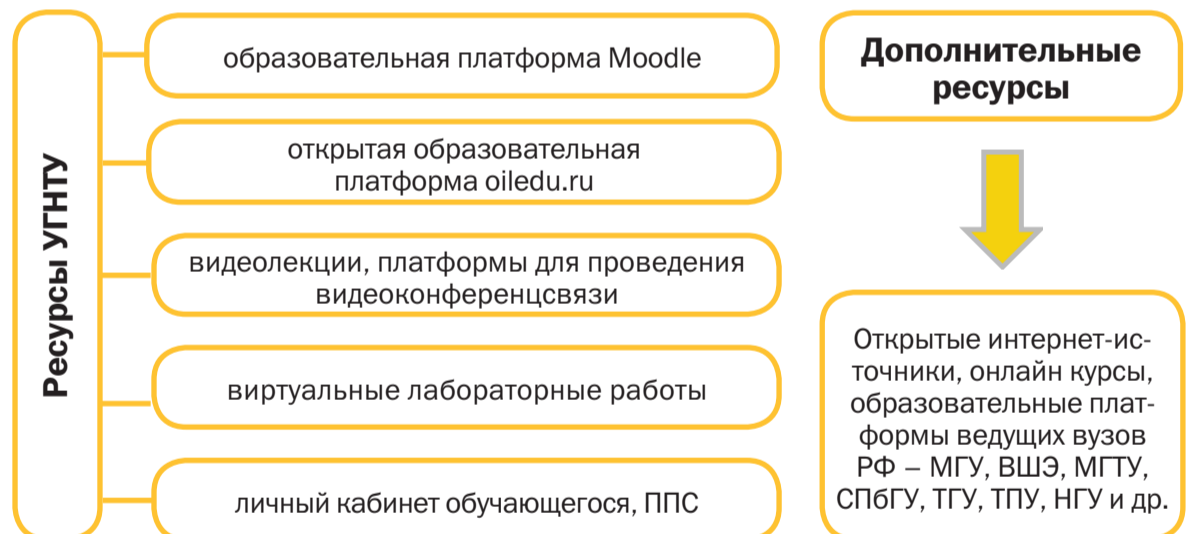 Ресурсы УГНТУ
образовательная платформа Moodle
открытая образовательная
платформа oiledu.ru
видеолекции, платформы для проведения
видеоконференцсвязи
виртуальные лабораторные работы
личный кабинет обучающегося, ППС
Дополнительные
ресурсы
Открытые интернет-ис-
точники, онлайн курсы,
образовательные плат-
формы ведущих вузов
РФ – МГУ, ВШЭ, МГТУ,
СПбГУ, ТГУ, ТПУ, НГУ и др.